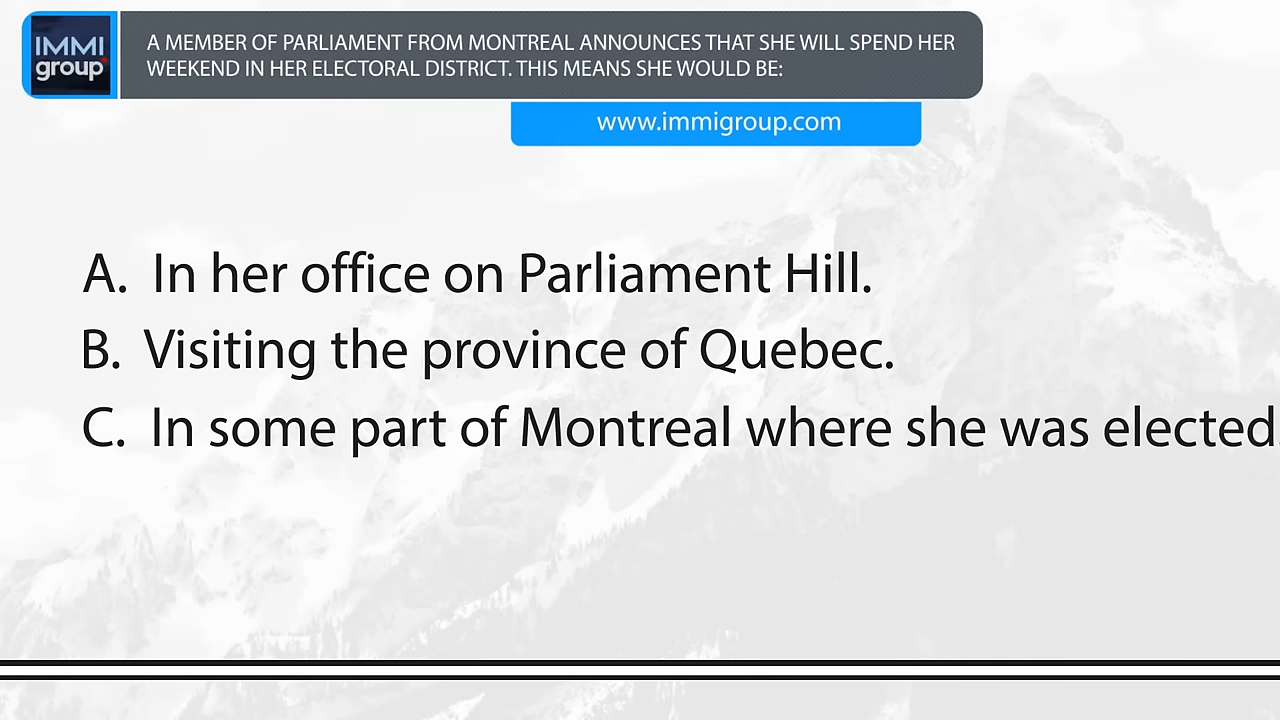 IMMI
group
A MEMBER OF PARLIAMENT FROM MONTREAL ANNOUNCES THAT SHE WILL SPEND HER
WEEKEND IN HER ELECTORAL DISTRICT. THIS MEANS SHE WOULD BE:
www.immigroup.com
A. In her office on Parliament Hill.
B. Visiting the province of Quebec.
C. In some part of Montreal where she was elected.